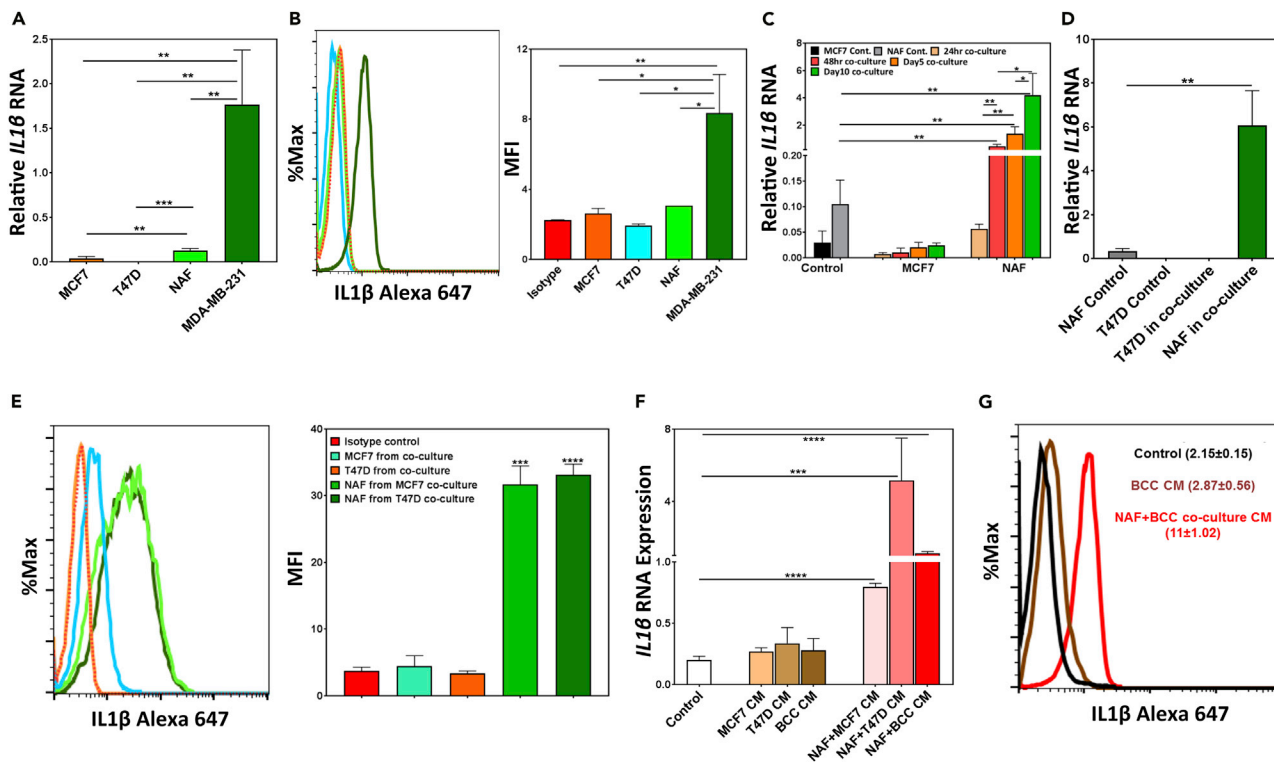 A
Relative IL1β RNA
2.5
2.0
1.5
1.0
0.5
0.0
**
**
**
***
**
MCF7
T47D
NAF
MDA-MB-231
B
%Max
IL1β Alexa 647
MFI
12
8
4
0
**
*
*
*
Isotype
MCF7
T47D
NAF
MDA-MB-231
C
Relative IL1β RNA
8
6
4
2
0.20
0.15
0.10
0.05
0.00
MCF7 Cont. NAF Cont. 24hr co-culture
48hr co-culture Day5 co-culture
Day10 co-culture
*
*
**
**
**
**
**
Control
MCF7
NAF
D
Relative IL1β RNA
10
8
6
4
2
0
**
NAF Control
T47D Control
T47D in co-culture
NAF in co-culture
E
%Max
IL1β Alexa 647
MFI
40
30
20
10
0
Isotype control
MCF7 from co-culture
T47D from co-culture
NAF from MCF7 co-culture
NAF from T47D co-culture
***
****
F
IL1β RNA Expression
8
4
1.0
0.5
0.0
****
***
****
Control
MCF7 CM
T47D CM
BCC CM
NAF+MCF7 CM
NAF+T47D CM
NAF+BCC CM
G
%Max
Control (2.15±0.15)
BCC CM (2.87±0.56)
NAF+BCC co-culture CM
(11±1.02)
IL1β Alexa 647